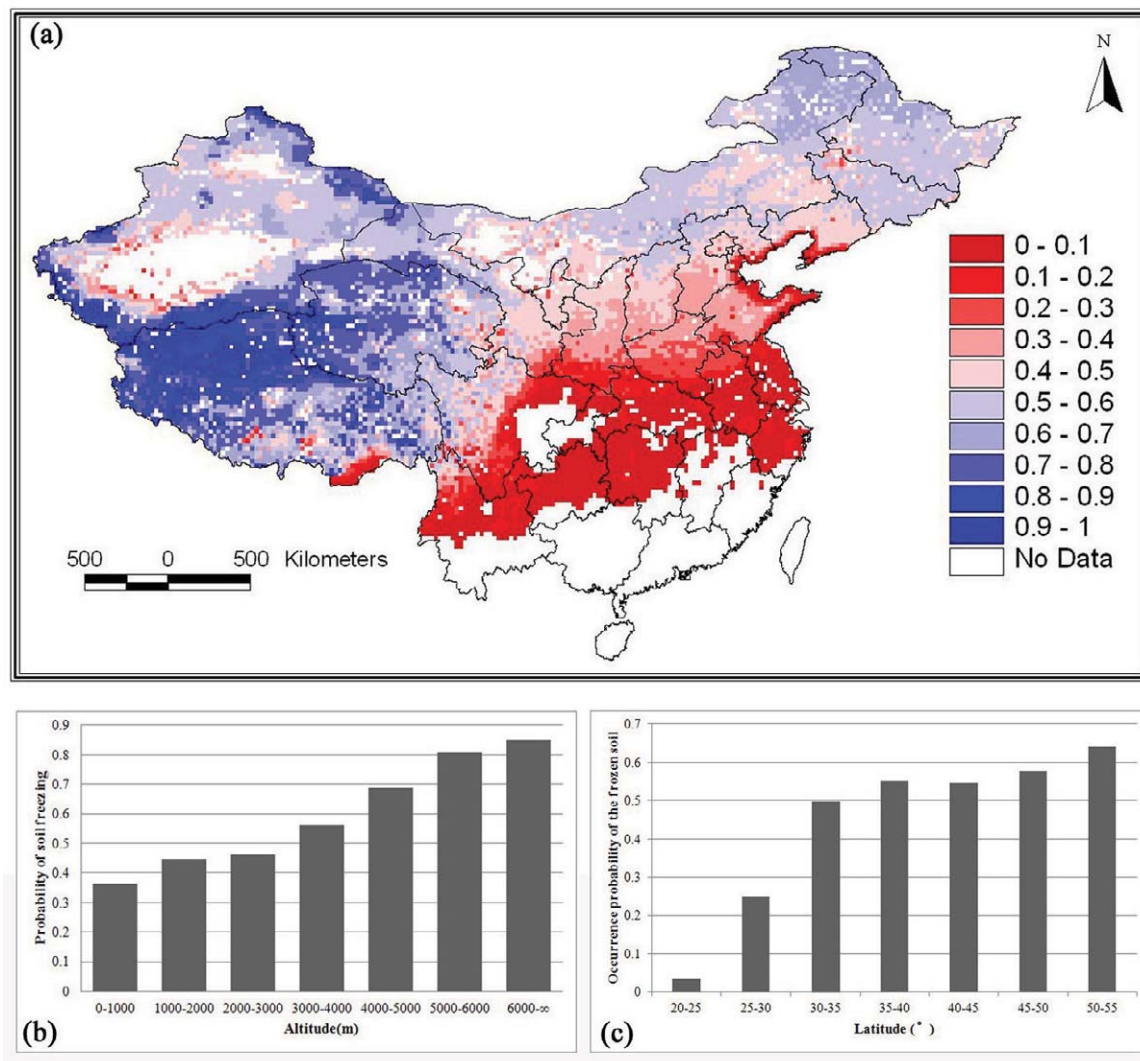 (a)
N
0 - 0.1
0.1 - 0.2
0.2 - 0.3
0.3 - 0.4
0.4 - 0.5
0.5 - 0.6
0.6 - 0.7
0.7 - 0.8
0.8 - 0.9
0.9 - 1
No Data
500 0 500 Kilometers
Probability of soil freezing
0.9
0.8
0.7
0.6
0.5
0.4
0.3
0.2
0.1
0
0-1000 1000-2000 2000-3000 3000-4000 4000-5000 5000-6000 6000-∞
Altitude(m)
(b)
Occurrence probability of the frozen soil
0.7
0.6
0.5
0.4
0.3
0.2
0.1
0
20-25 25-30 30-35 35-40 40-45 45-50 50-55
Latitude (°)
(c)